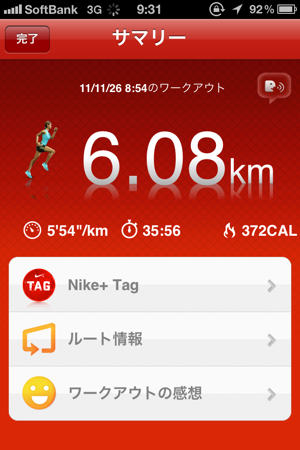 SoftBank 3G 9:31 92%
完了 サマリー
11/11/26 8:54のワークアウト
6.08km
5'54"/km 35:56 372CAL
TAG Nike+ Tag
ルート情報
ワークアウトの感想